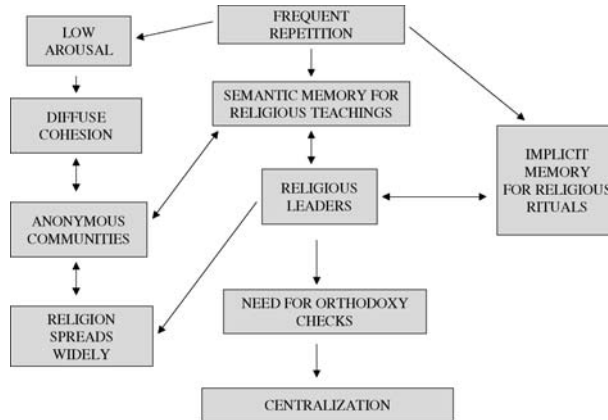 FREQUENT
REPETITION
LOW
AROUSAL
SEMANTIC MEMORY FOR
RELIGIOUS TEACHINGS
DIFFUSE
COHESION
IMPLICIT
MEMORY
FOR RELIGIOUS
RITUALS
RELIGIOUS
LEADERS
ANONYMOUS
COMMUNITIES
NEED FOR ORTHODOXY
CHECKS
RELIGION
SPREADS
WIDELY
CENTRALIZATION